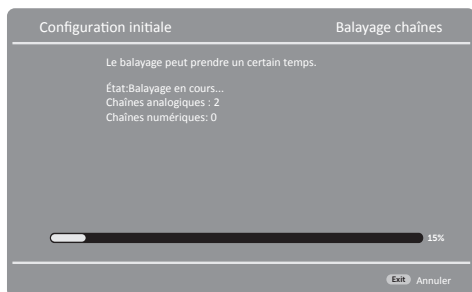 Configuration initiale Balayage chaînes
Le balayage peut prendre un certain temps.
État:Balayage en cours...
Chaînes analogiques : 2
Chaînes numériques: 0
15%
Exit Annuler